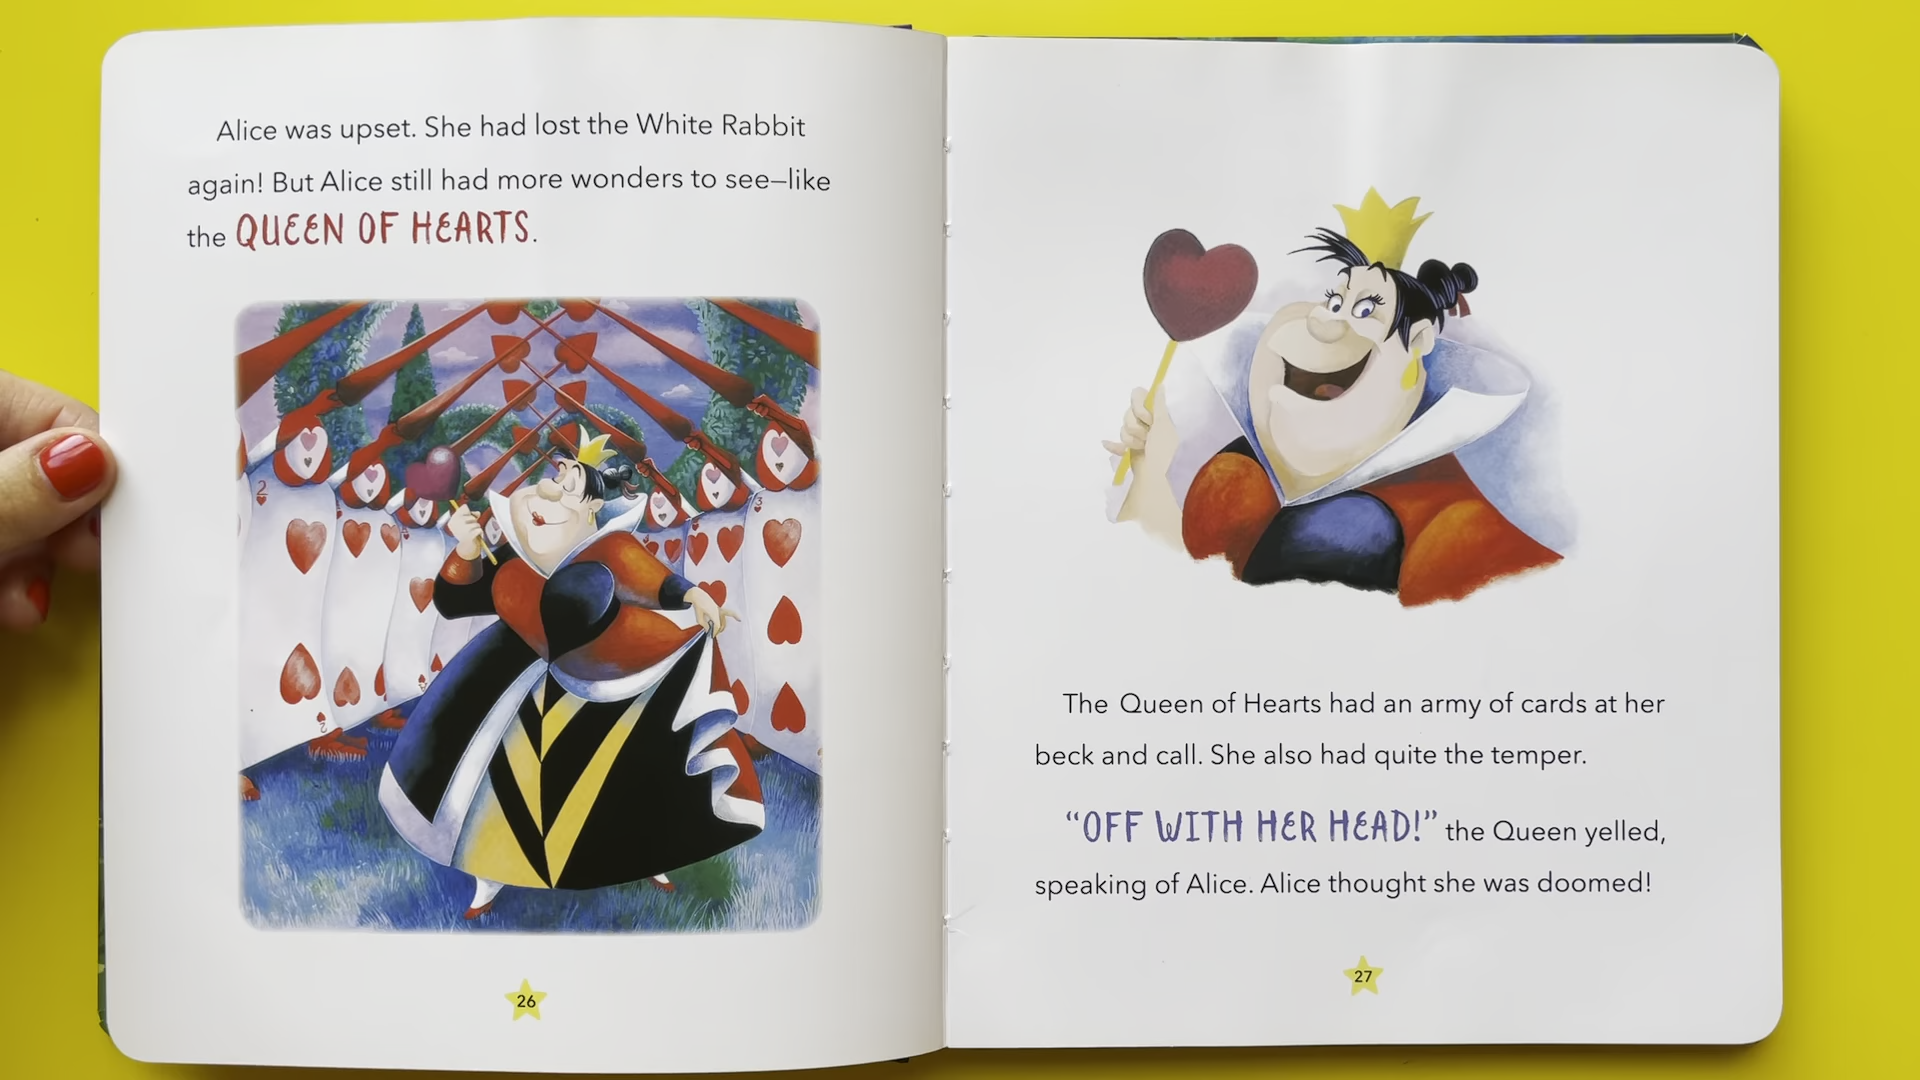 Alice was upset. She had lost the White Rabbit
again! But Alice still had more wonders to see—like
the QUEEN OF HEARTS.
2
3
2
26
The Queen of Hearts had an army of cards at her
beck and call. She also had quite the temper.
“OFF WITH HER HEAD!” the Queen yelled,
speaking of Alice. Alice thought she was doomed!
27